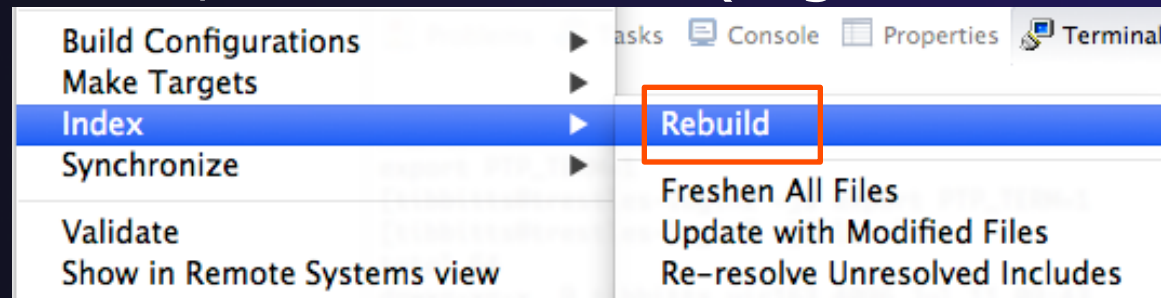 Build Configurations
Make Targets
Index
Synchronize
Validate
Show in Remote Systems view
asks Console Properties Terminal
Rebuild
Freshen All Files
Update with Modified Files
Re-resolve Unresolved Includes